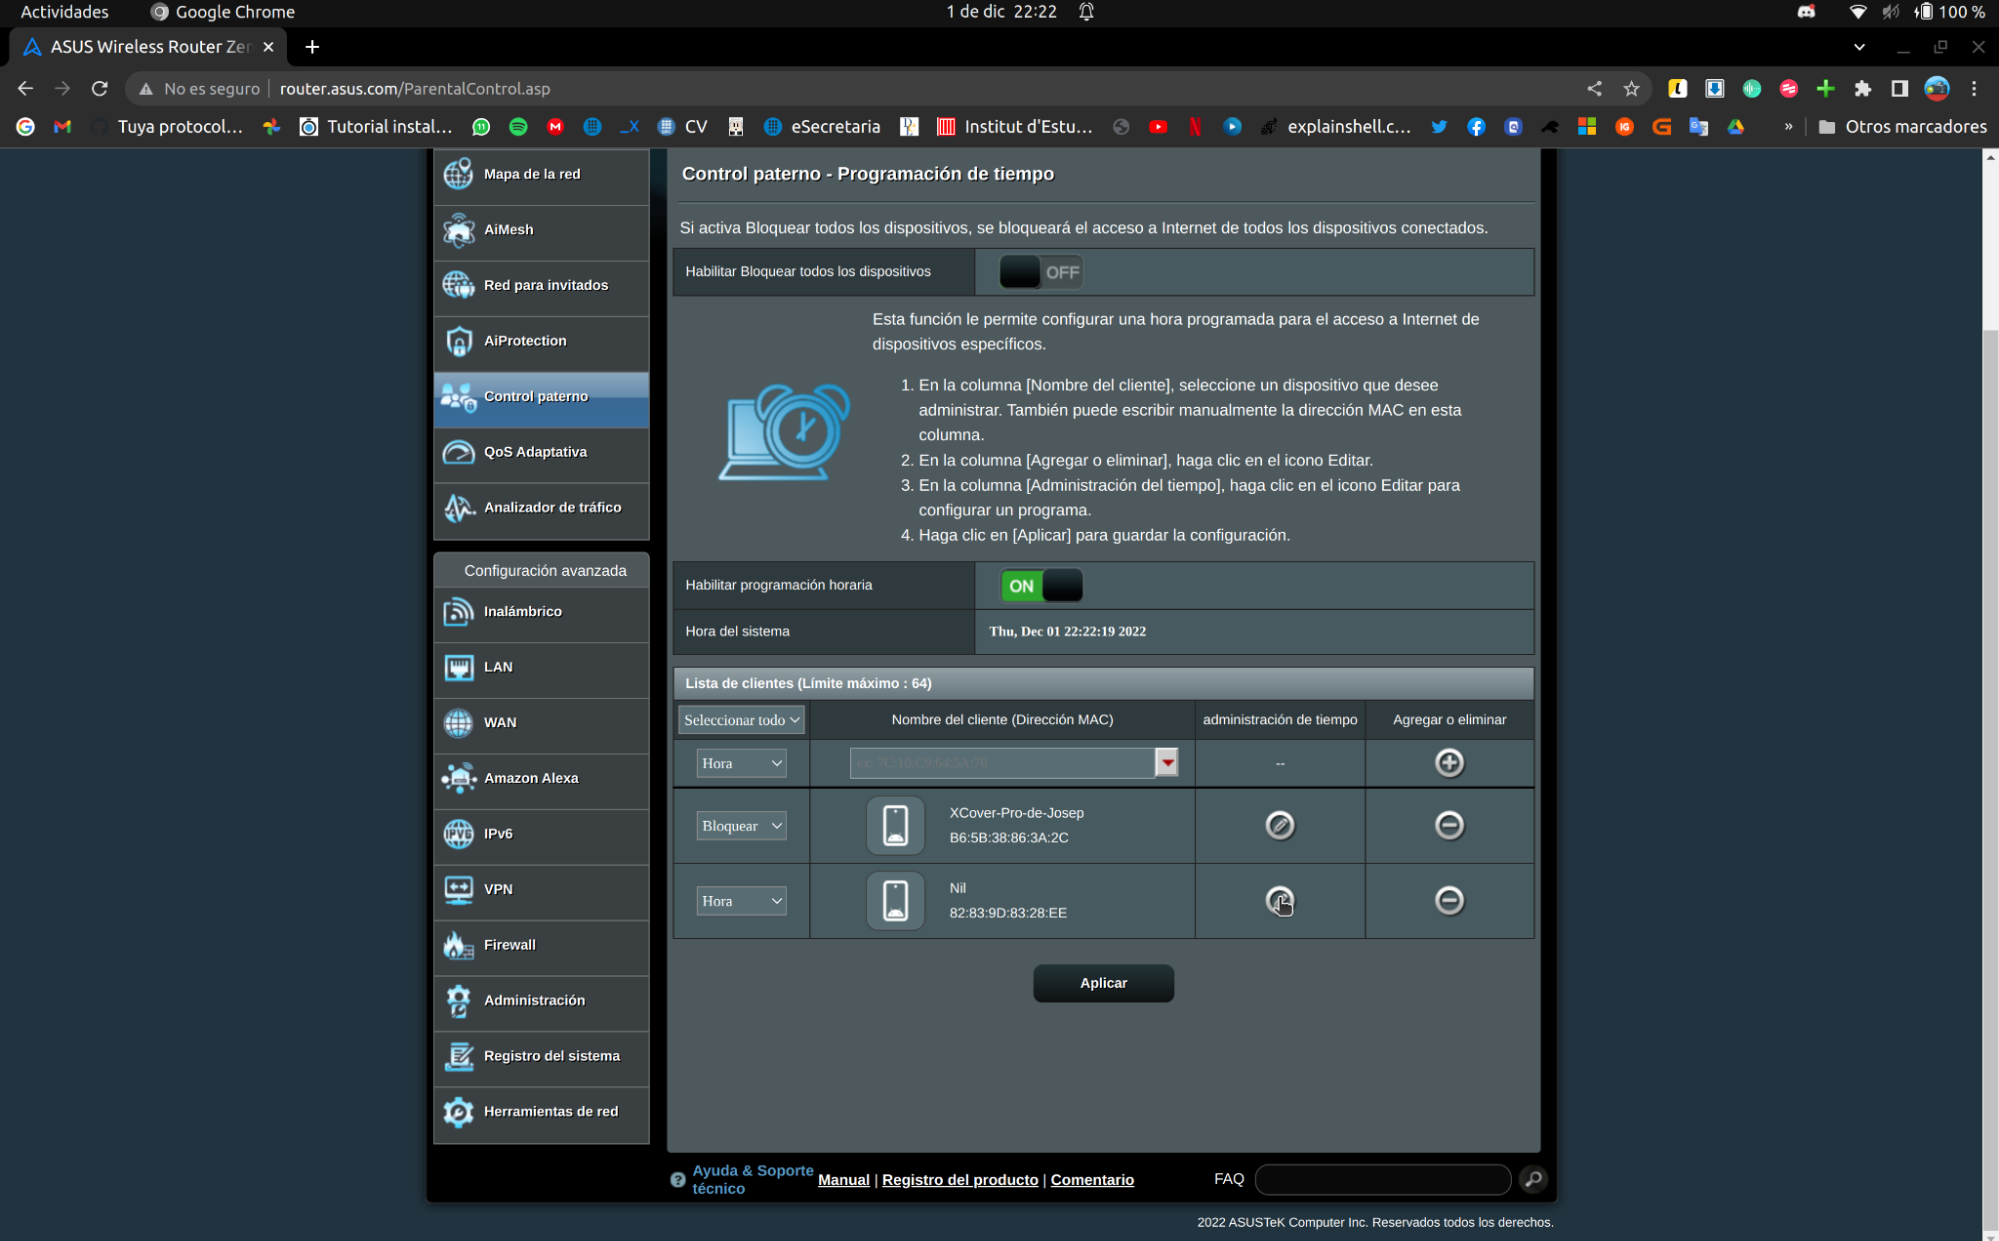 Actividades
Google Chrome
1 de dic 22:22
100 %
ASUS Wireless Router Zen
No es seguro
router.asus.com/ParentalControl.asp
Tuya protocol...
Tutorial instal...
CV
eSecretaria
Institut d'Estu...
explainshell.c...
»
Otros marcadores
Mapa de la red
AiMesh
Red para invitados
AiProtection
Control paterno
QoS Adaptativa
Analizador de tráfico
Configuración avanzada
Inalámbrico
LAN
WAN
Amazon Alexa
IPv6
VPN
Firewall
Administración
Registro del sistema
Herramientas de red
Control paterno - Programación de tiempo
Si activa Bloquear todos los dispositivos, se bloqueará el acceso a Internet de todos los dispositivos conectados.
Habilitar Bloquear todos los dispositivos
OFF
Esta función le permite configurar una hora programada para el acceso a Internet de
dispositivos específicos.
1. En la columna [Nombre del cliente], seleccione un dispositivo que desee
administrar. También puede escribir manualmente la dirección MAC en esta
columna.
2. En la columna [Agregar o eliminar], haga clic en el icono Editar.
3. En la columna [Administración del tiempo], haga clic en el icono Editar para
configurar un programa.
4. Haga clic en [Aplicar] para guardar la configuración.
Habilitar programación horaria
ON
Hora del sistema
Thu, Dec 01 22:22:19 2022
Lista de clientes (Límite máximo : 64)
Seleccionar todo
Nombre del cliente (Dirección MAC)
administración de tiempo
Agregar o eliminar
Hora
ex: 7C:10:C9:64:5A:70
--
Bloquear
XCover-Pro-de-Josep
B6:5B:38:86:3A:2C
Hora
Nil
82:83:9D:83:28:EE
Aplicar
Ayuda & Soporte
técnico
Manual | Registro del producto | Comentario
FAQ
2022 ASUSTeK Computer Inc. Reservados todos los derechos.